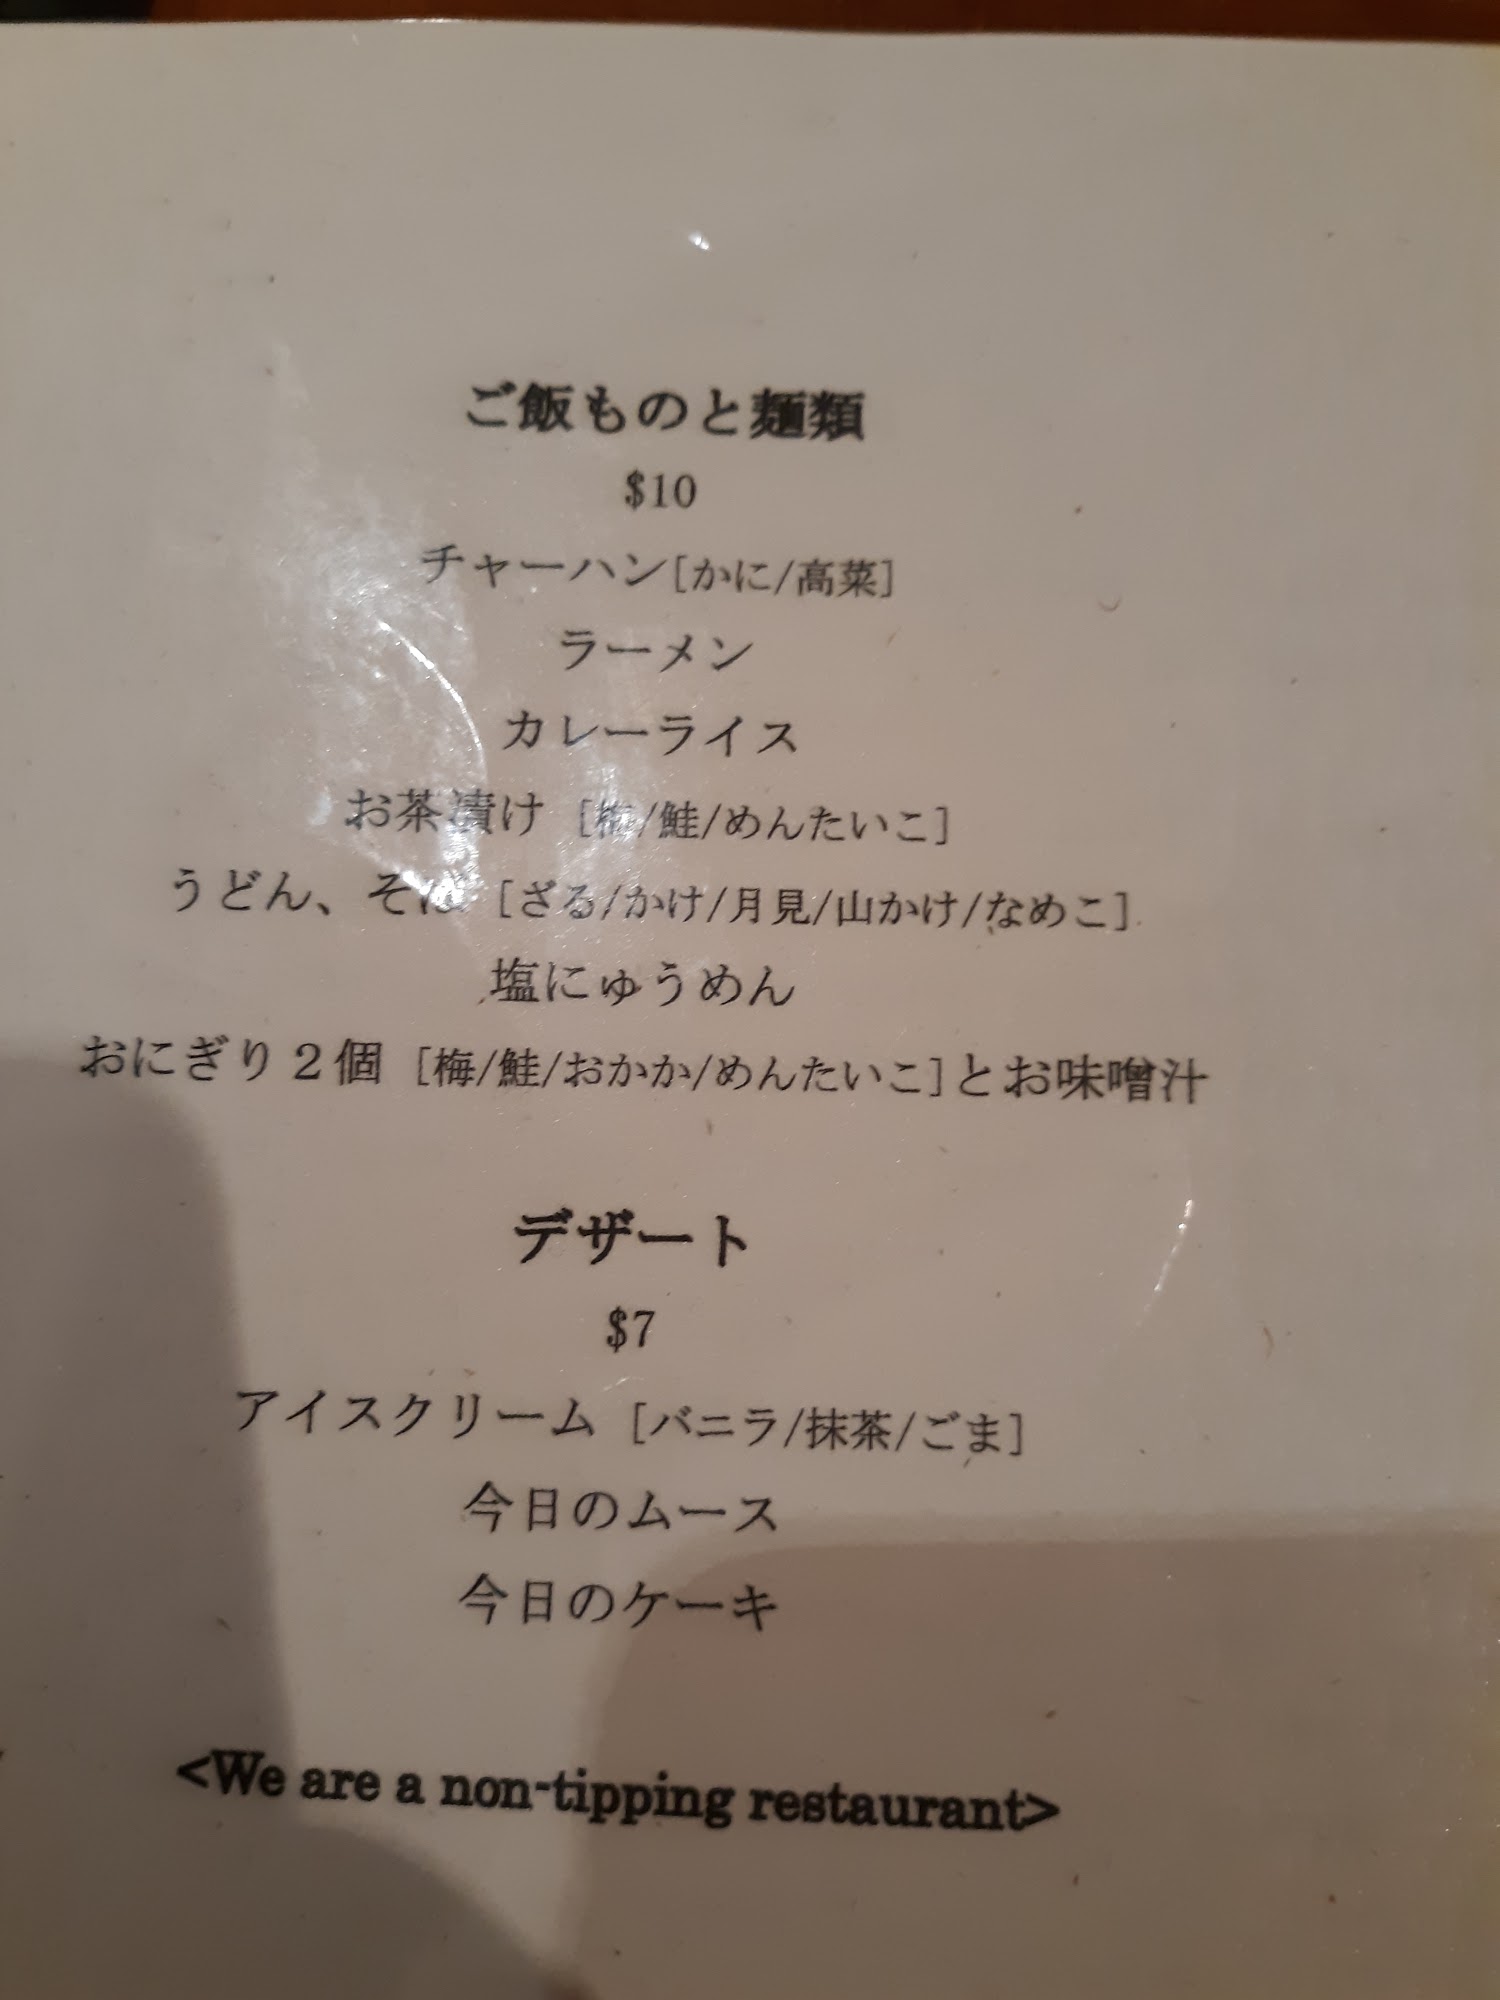 ご飯ものと麺類
$10
チャーハン[かに/高菜]
ラーメン
カレーライス
お茶漬け [梅/鮭/めんたいこ]
うどん、そば [ざる/かけ/月見/山かけ/なめこ]
塩にゅうめん
おにぎり２個 [梅/鮭/おかか/めんたいこ]とお味噌汁
デザート
$7
アイスクリーム [バニラ/抹茶/ごま]
今日のムース
今日のケーキ
<We are a non-tipping restaurant>